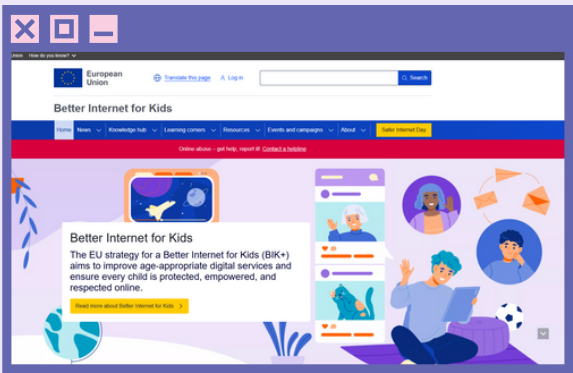 Union How do you know?
European
Union
Translate this page
Log in
Search
Better Internet for Kids
Home News Knowledge hub Learning corners Resources Events and campaigns About Safer Internet Day
Online abuse – get help, report it! Contact a helpline
Better Internet for Kids
The EU strategy for a Better Internet for Kids (BIK+)
aims to improve age-appropriate digital services and
ensure every child is protected, empowered, and
respected online.
Read more about Better Internet for Kids